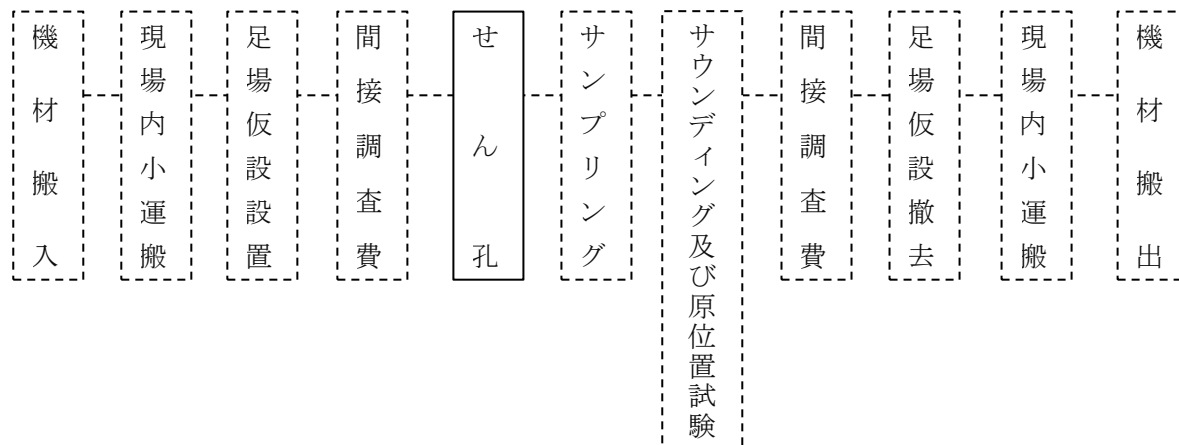 機材搬入
現場内小運搬
足場仮設設置
間接調査費
せん孔
サンプリング
サウンディング及び原位置試験
間接調査費
足場仮設撤去
現場内小運搬
機材搬出